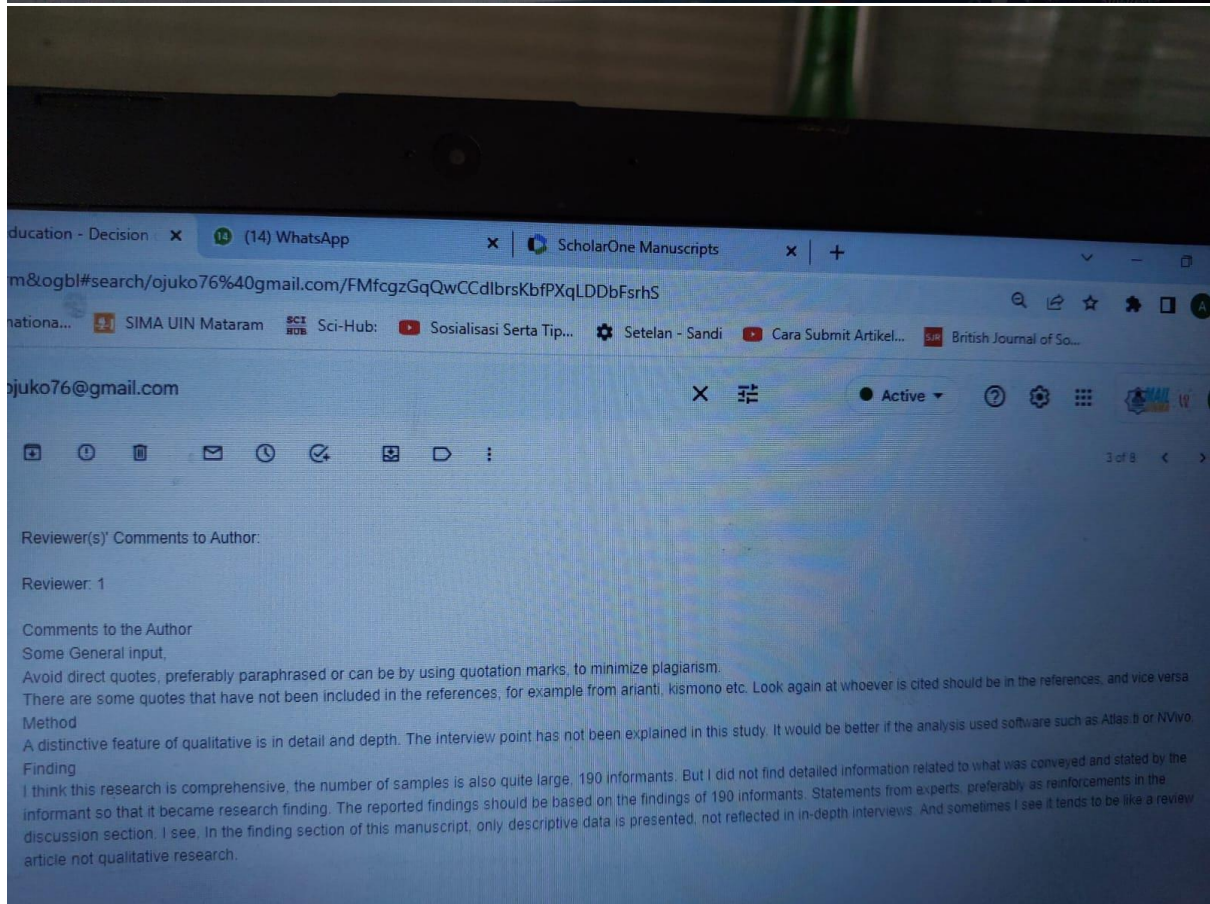 ducation - Decision
(14) WhatsApp
ScholarOne Manuscripts
m&ogbl#search/ojuko76%40gmail.com/FMfcgzGqQwCCdlbrsKbfPXqLDDbFsrhS
nationa...
SIMA UIN Mataram
SCI HUB
Sci-Hub:
Sosialisasi Serta Tip...
Setelan - Sandi
Cara Submit Artikel...
SJR
British Journal of So...
ojuko76@gmail.com
Active
3 of 8
Reviewer(s)' Comments to Author:
Reviewer: 1
Comments to the Author
Some General input,
Avoid direct quotes, preferably paraphrased or can be by using quotation marks, to minimize plagiarism.
There are some quotes that have not been included in the references, for example from arianti, kismono etc. Look again at whoever is cited should be in the references, and vice versa
Method
A distinctive feature of qualitative is in detail and depth. The interview point has not been explained in this study. It would be better if the analysis used software such as Atlas.ti or NVivo.
Finding
I think this research is comprehensive, the number of samples is also quite large, 190 informants. But I did not find detailed information related to what was conveyed and stated by the
informant so that it became research finding. The reported findings should be based on the findings of 190 informants. Statements from experts, preferably as reinforcements in the
discussion section. I see, In the finding section of this manuscript, only descriptive data is presented, not reflected in in-depth interviews. And sometimes I see it tends to be like a review
article not qualitative research.